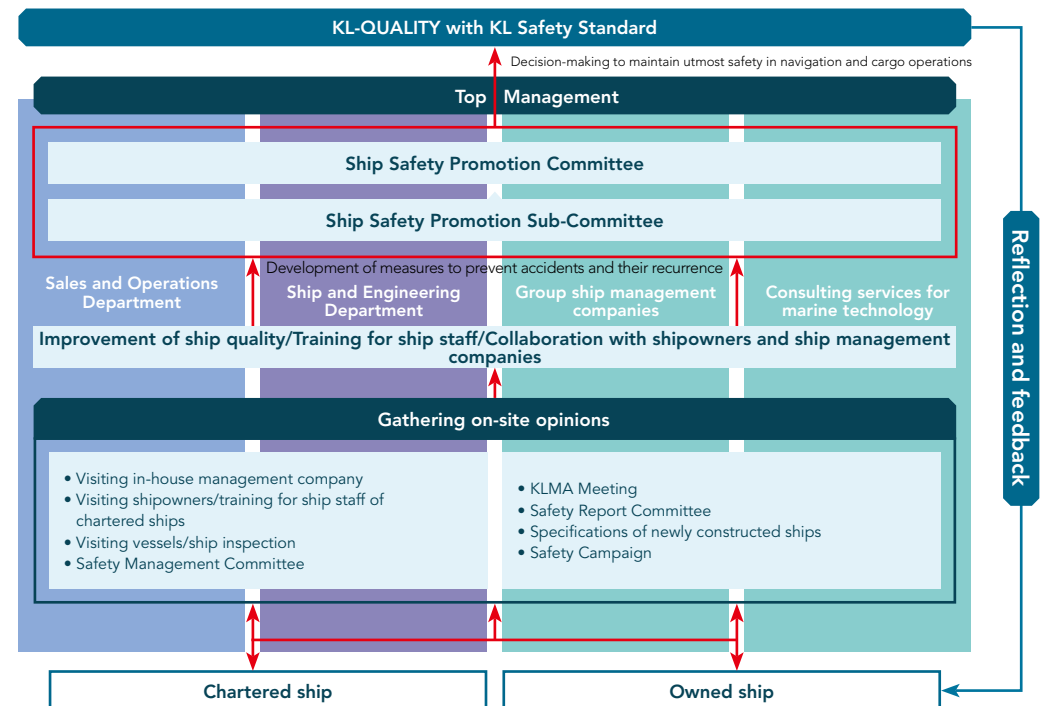 KL-QUALITY with KL Safety Standard
Decision-making to maintain utmost safety in navigation and cargo operations
Top Management
Ship Safety Promotion Committee
Ship Safety Promotion Sub-Committee
Development of measures to prevent accidents and their recurrence
Sales and Operations
Department
Ship and Engineering
Department
Group ship management
companies
Consulting services for
marine technology
Improvement of ship quality/Training for ship staff/Collaboration with shipowners and ship management
companies
Gathering on-site opinions
• Visiting in-house management company
• Visiting shipowners/training for ship staff of
chartered ships
• Visiting vessels/ship inspection
• Safety Management Committee
• KLMA Meeting
• Safety Report Committee
• Specifications of newly constructed ships
• Safety Campaign
Chartered ship
Owned ship
Reflection and feedback